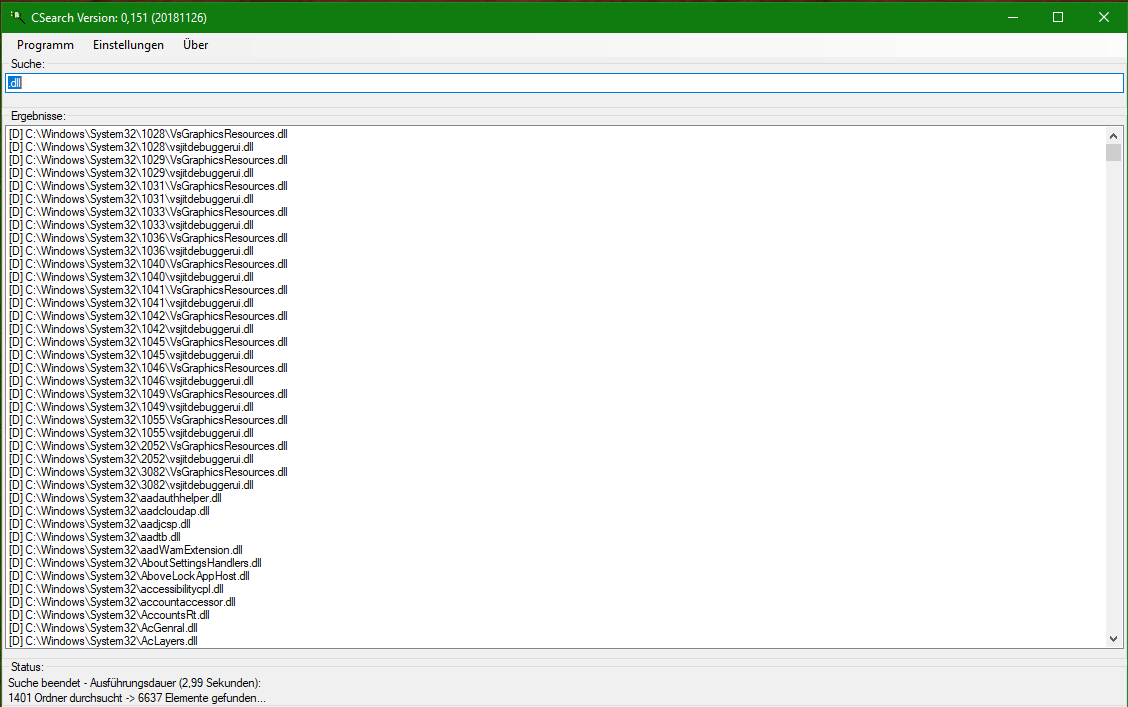 CSearch Version: 0,151 (20181126)
Programm Einstellungen Über
Suche:
.dll
Ergebnisse:
[D] C:\Windows\System32\1028\VsGraphicsResources.dll
[D] C:\Windows\System32\1028\vsjitdebuggerui.dll
[D] C:\Windows\System32\1029\VsGraphicsResources.dll
[D] C:\Windows\System32\1029\vsjitdebuggerui.dll
[D] C:\Windows\System32\1031\VsGraphicsResources.dll
[D] C:\Windows\System32\1031\vsjitdebuggerui.dll
[D] C:\Windows\System32\1033\VsGraphicsResources.dll
[D] C:\Windows\System32\1033\vsjitdebuggerui.dll
[D] C:\Windows\System32\1036\VsGraphicsResources.dll
[D] C:\Windows\System32\1036\vsjitdebuggerui.dll
[D] C:\Windows\System32\1040\VsGraphicsResources.dll
[D] C:\Windows\System32\1040\vsjitdebuggerui.dll
[D] C:\Windows\System32\1041\VsGraphicsResources.dll
[D] C:\Windows\System32\1041\vsjitdebuggerui.dll
[D] C:\Windows\System32\1042\VsGraphicsResources.dll
[D] C:\Windows\System32\1042\vsjitdebuggerui.dll
[D] C:\Windows\System32\1045\VsGraphicsResources.dll
[D] C:\Windows\System32\1045\vsjitdebuggerui.dll
[D] C:\Windows\System32\1046\VsGraphicsResources.dll
[D] C:\Windows\System32\1046\vsjitdebuggerui.dll
[D] C:\Windows\System32\1049\VsGraphicsResources.dll
[D] C:\Windows\System32\1049\vsjitdebuggerui.dll
[D] C:\Windows\System32\1055\VsGraphicsResources.dll
[D] C:\Windows\System32\1055\vsjitdebuggerui.dll
[D] C:\Windows\System32\2052\VsGraphicsResources.dll
[D] C:\Windows\System32\2052\vsjitdebuggerui.dll
[D] C:\Windows\System32\3082\VsGraphicsResources.dll
[D] C:\Windows\System32\3082\vsjitdebuggerui.dll
[D] C:\Windows\System32\aadauthhelper.dll
[D] C:\Windows\System32\aadcloudap.dll
[D] C:\Windows\System32\aadjcsp.dll
[D] C:\Windows\System32\aadtb.dll
[D] C:\Windows\System32\aadWamExtension.dll
[D] C:\Windows\System32\AboutSettingsHandlers.dll
[D] C:\Windows\System32\AboveLockAppHost.dll
[D] C:\Windows\System32\accessibilitycpl.dll
[D] C:\Windows\System32\accountaccessor.dll
[D] C:\Windows\System32\AccountsRt.dll
[D] C:\Windows\System32\AcGenral.dll
[D] C:\Windows\System32\AcLayers.dll
Status:
Suche beendet - Ausführungsdauer (2,99 Sekunden):
1401 Ordner durchsucht -> 6637 Elemente gefunden...